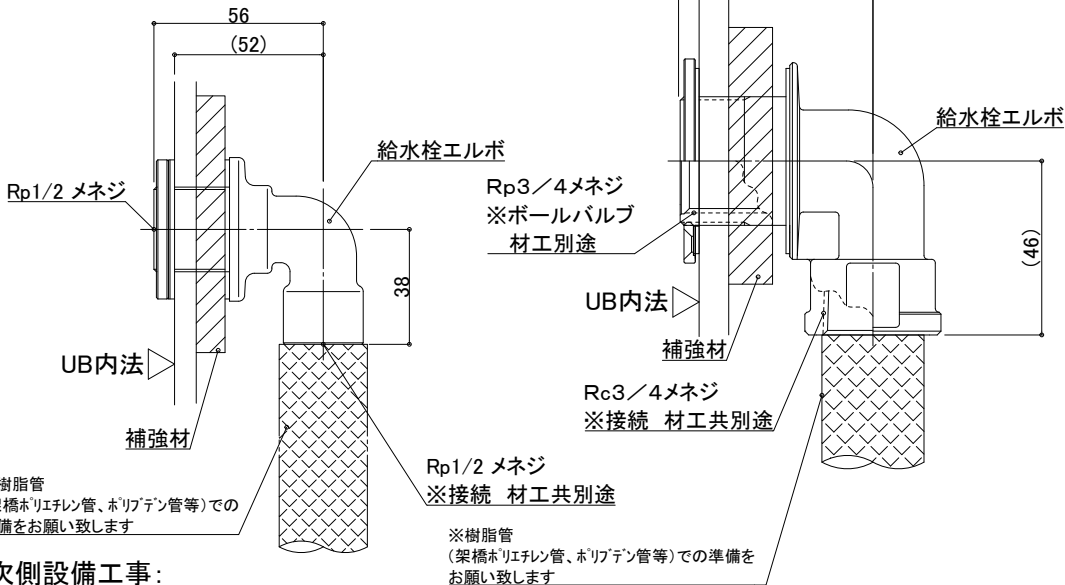 56
(52)
給水栓エルボ
Rp1/2 メネジ
38
UB内法
補強材
樹脂管
架橋ﾎﾟﾘｴﾁﾚﾝ管、ﾎﾟﾘﾌﾞﾃﾞﾝ管等)での
備をお願い致します
Rp1/2 メネジ
※接続 材工共別途
給水栓エルボ
Rp3/4メネジ
※ボールバルブ
材工別途
(46)
UB内法
補強材
Rc3/4メネジ
※接続 材工共別途
※樹脂管
(架橋ﾎﾟﾘｴﾁﾚﾝ管、ﾎﾟﾘﾌﾞﾃﾞﾝ管等)での準備を
お願い致します
次側設備工事: